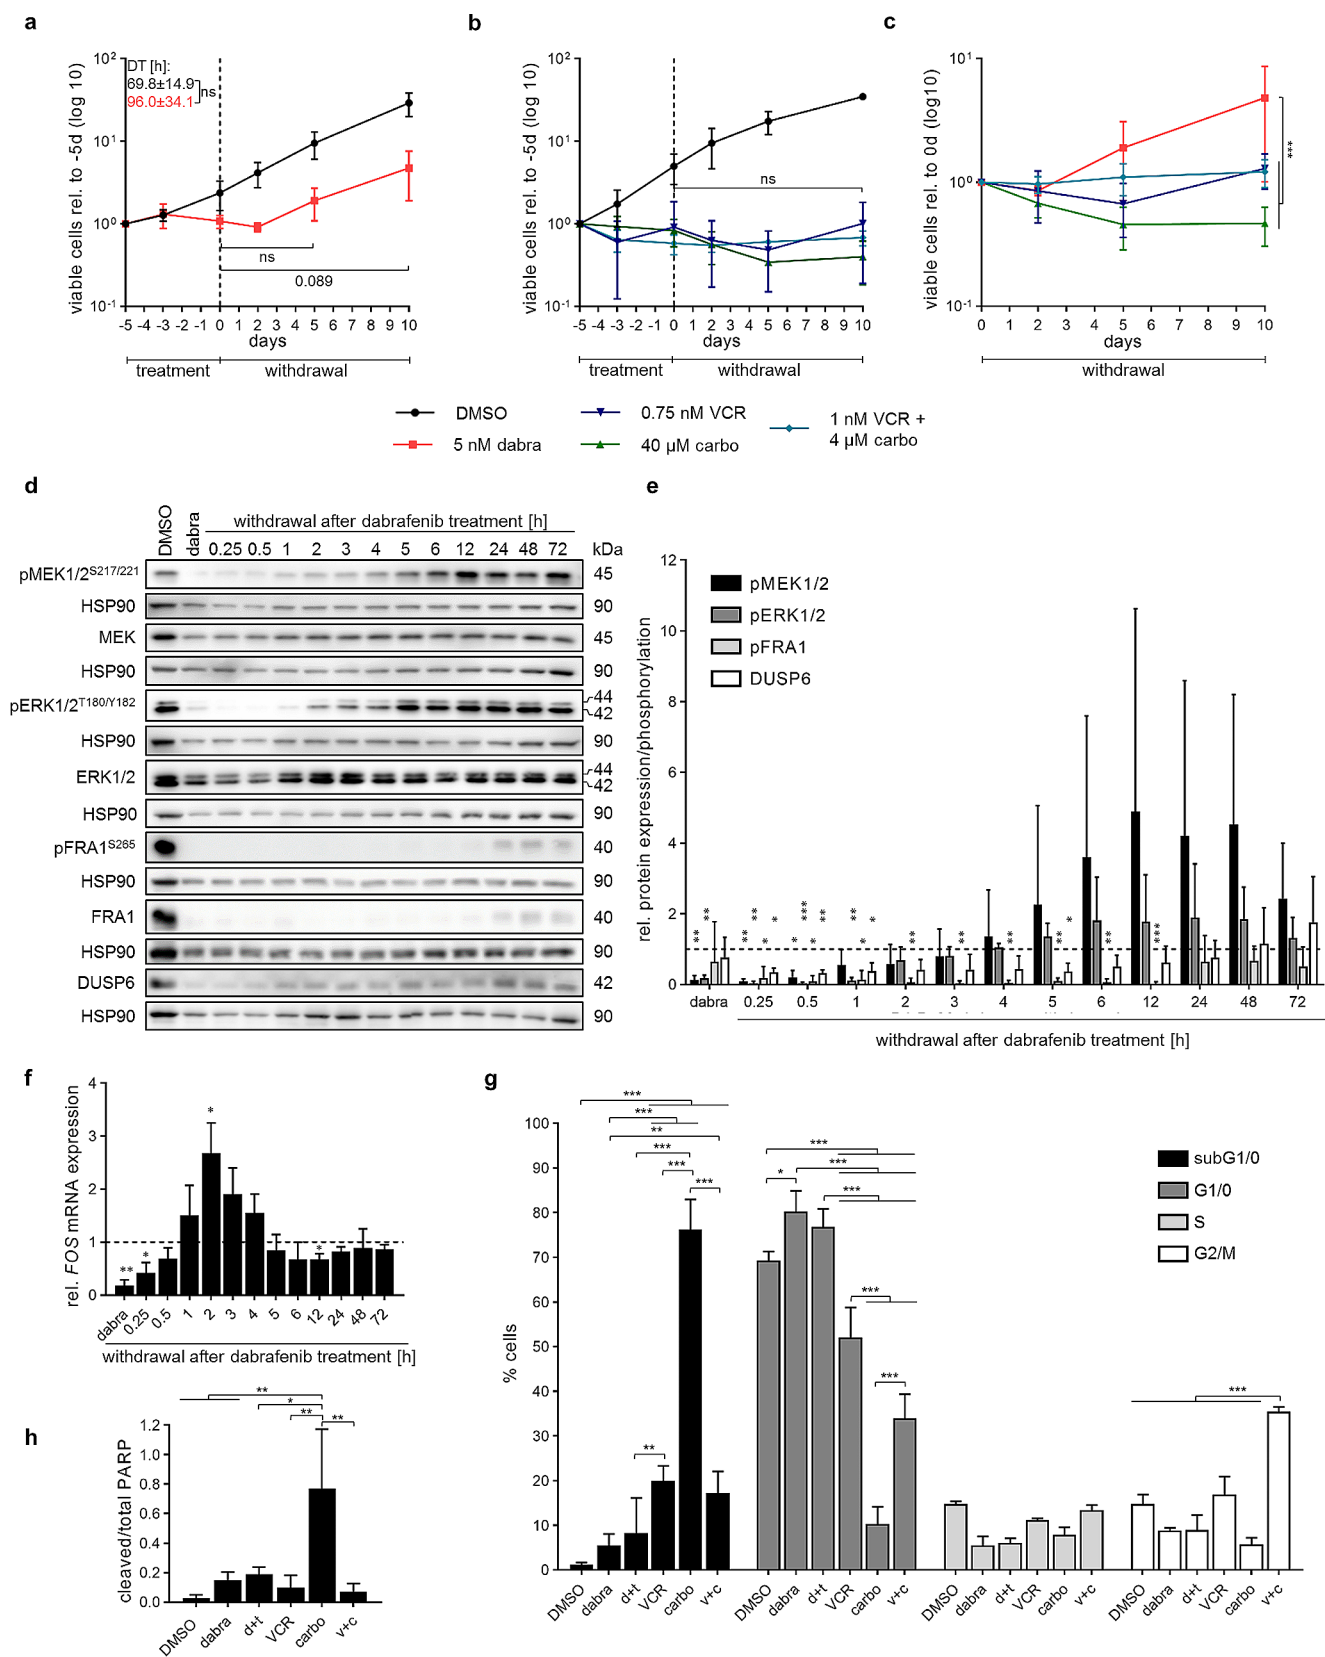 a
viable cells rel. to -5d (log 10)
DT [h]:
69.8±14.9
96.0±34.1
ns
10²
10¹
10⁰
10⁻¹
ns
0.089
-5 -4 -3 -2 -1 0 1 2 3 4 5 6 7 8 9 10
days
treatment
withdrawal
b
viable cells rel. to -5d (log 10)
10²
10¹
10⁰
10⁻¹
ns
-5 -4 -3 -2 -1 0 1 2 3 4 5 6 7 8 9 10
days
treatment
withdrawal
c
viable cells rel. to 0d (log10)
10¹
10⁰
10⁻¹
***
0 1 2 3 4 5 6 7 8 9 10
days
withdrawal
DMSO
5 nM dabra
0.75 nM VCR
40 µM carbo
1 nM VCR +
4 µM carbo
d
DMSO
dabra
withdrawal after dabrafenib treatment [h]
0.25 0.5 1 2 3 4 5 6 12 24 48 72 kDa
pMEK1/2S217/221 45
HSP90 90
MEK 45
HSP90 90
pERK1/2T180/Y182 44
42
HSP90 90
ERK1/2 44
42
HSP90 90
pFRA1S265 40
HSP90 90
FRA1 40
HSP90 90
DUSP6 42
HSP90 90
e
rel. protein expression/phosphorylation
12
10
8
6
4
2
0
pMEK1/2
pERK1/2
pFRA1
DUSP6
** ** ** ** * * * *** * ** ** * * ** ** ** ** * ** ***
dabra 0.25 0.5 1 2 3 4 5 6 12 24 48 72
withdrawal after dabrafenib treatment [h]
f
rel. FOS mRNA expression
4
3
2
1
0
** * * *
dabra 0.25 0.5 1 2 3 4 5 6 12 24 48 72
withdrawal after dabrafenib treatment [h]
g
% cells
100
90
80
70
60
50
40
30
20
10
0
***
***
**
***
***
***
**
***
***
*
***
***
***
***
subG1/0
G1/0
S
G2/M
DMSO dabra d+t VCR carbo v+c DMSO dabra d+t VCR carbo v+c DMSO dabra d+t VCR carbo v+c DMSO dabra d+t VCR carbo v+c
h
cleaved/total PARP
1.2
1.0
0.8
0.6
0.4
0.2
0.0
**
*
**
**
DMSO dabra d+t VCR carbo v+c